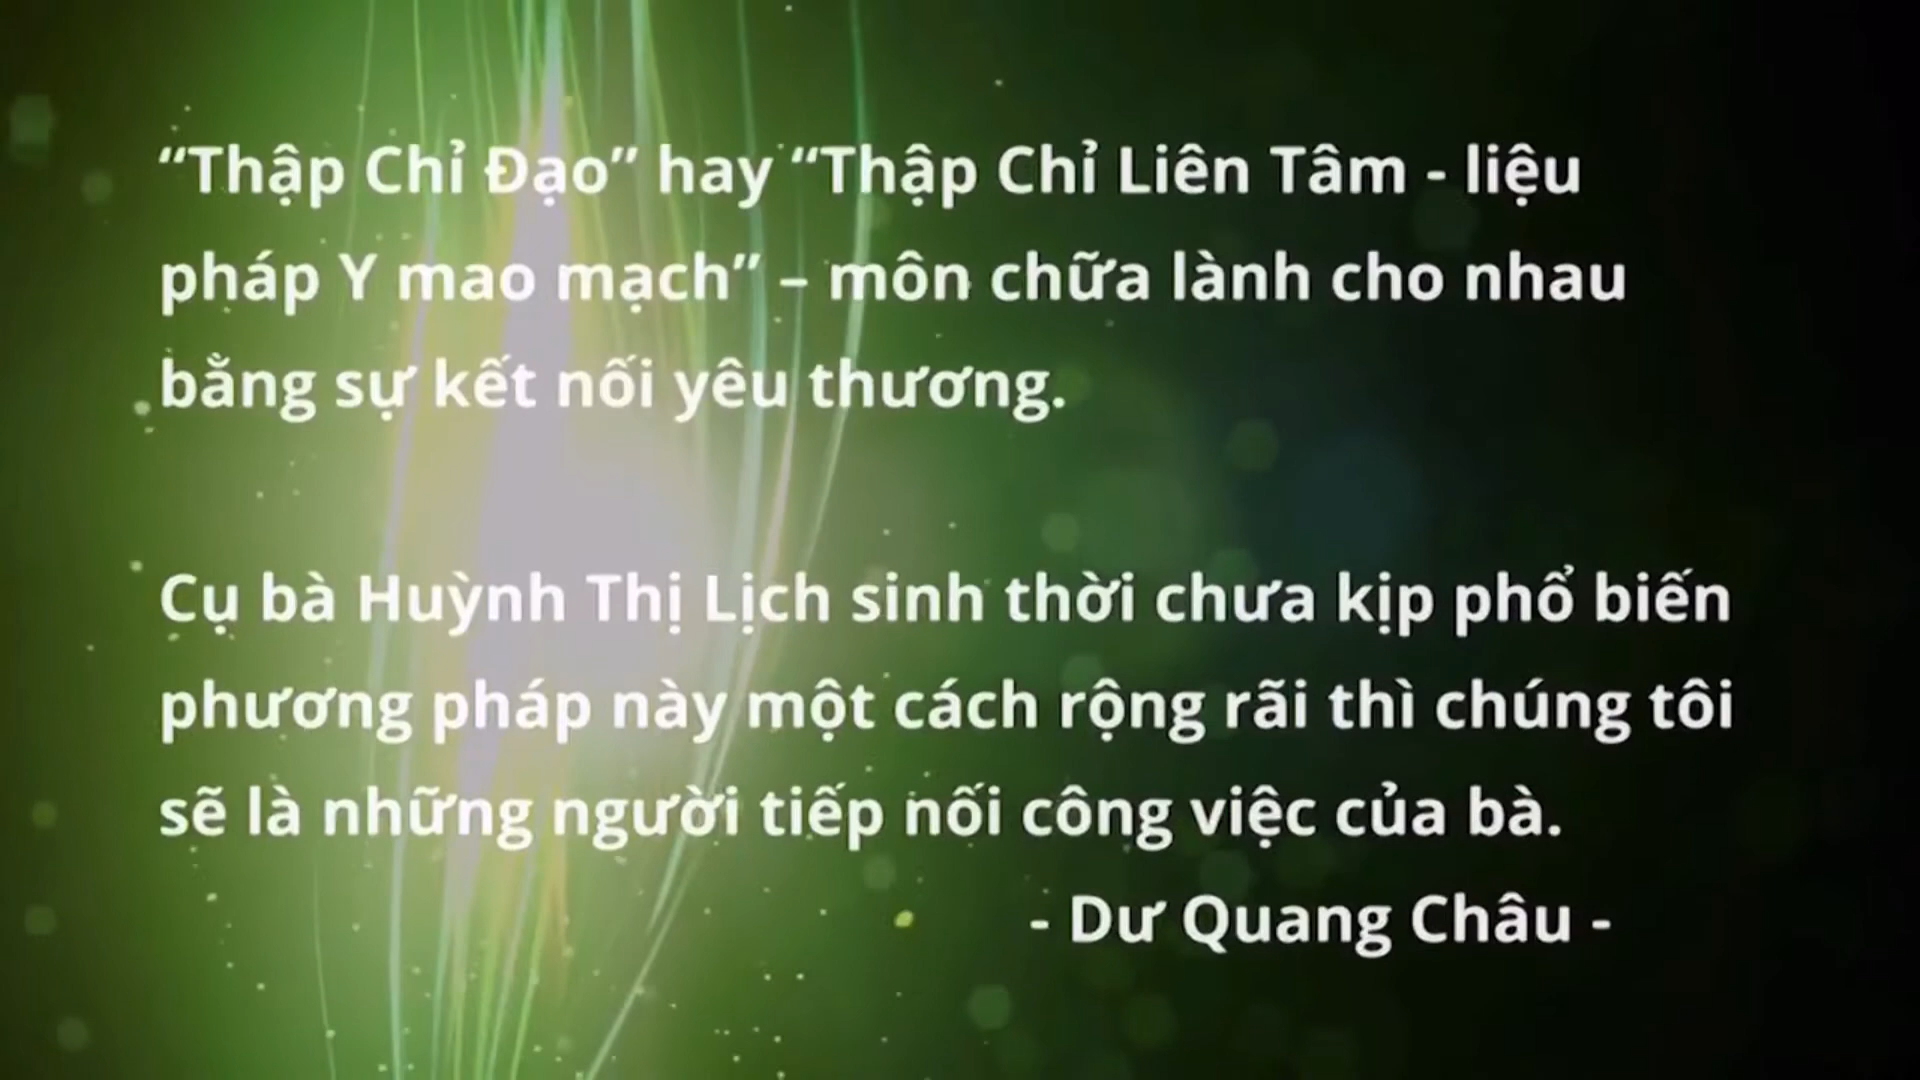 “Thập Chỉ Đạo” hay “Thập Chỉ Liên Tâm - liệu
pháp Y mao mạch” – môn chữa lành cho nhau
bằng sự kết nối yêu thương.
Cụ bà Huỳnh Thị Lịch sinh thời chưa kịp phổ biến
phương pháp này một cách rộng rãi thì chúng tôi
sẽ là những người tiếp nối công việc của bà.
- Dư Quang Châu -